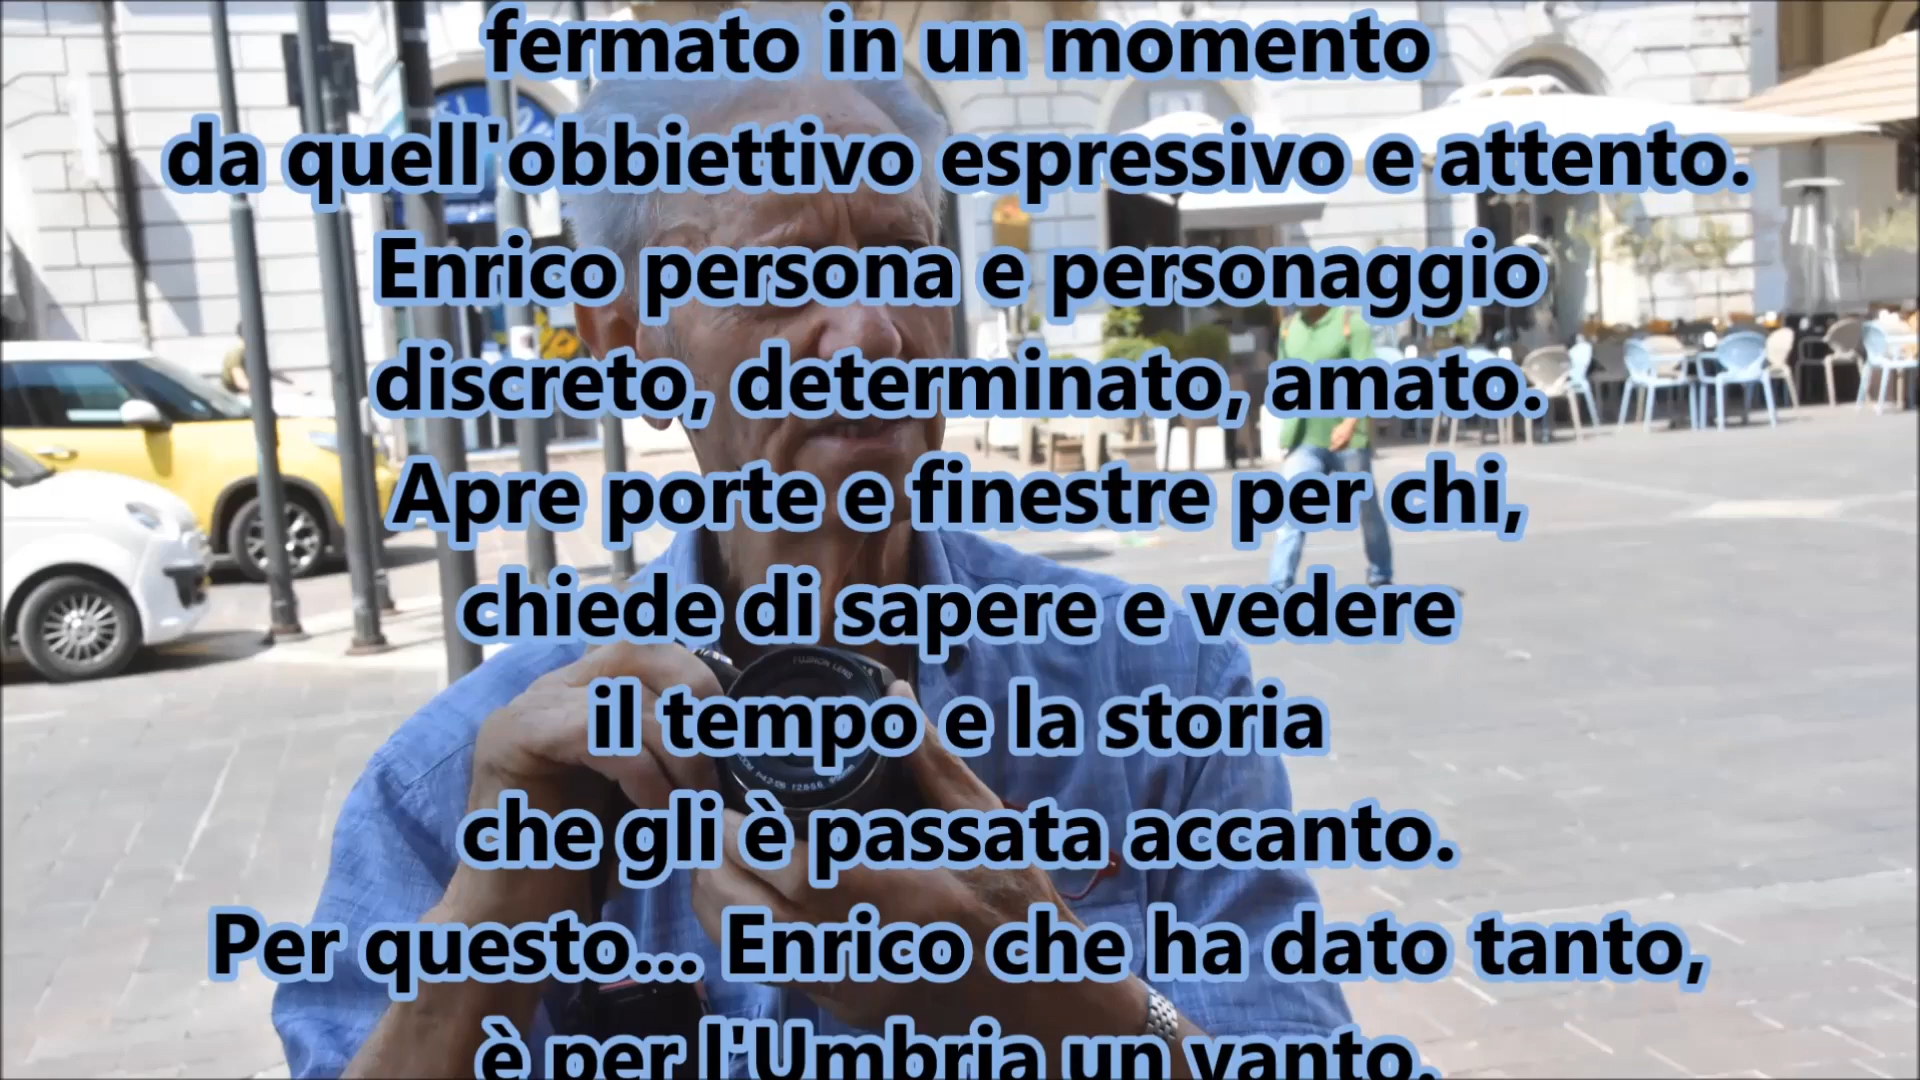 fermato in un momento
da quell'obbiettivo espressivo e attento.
Enrico persona e personaggio
discreto, determinato, amato.
Apre porte e finestre per chi,
chiede di sapere e vedere
il tempo e la storia
che gli è passata accanto.
Per questo... Enrico che ha dato tanto,
è per l'Umbria un vanto.
FUJINON LENS